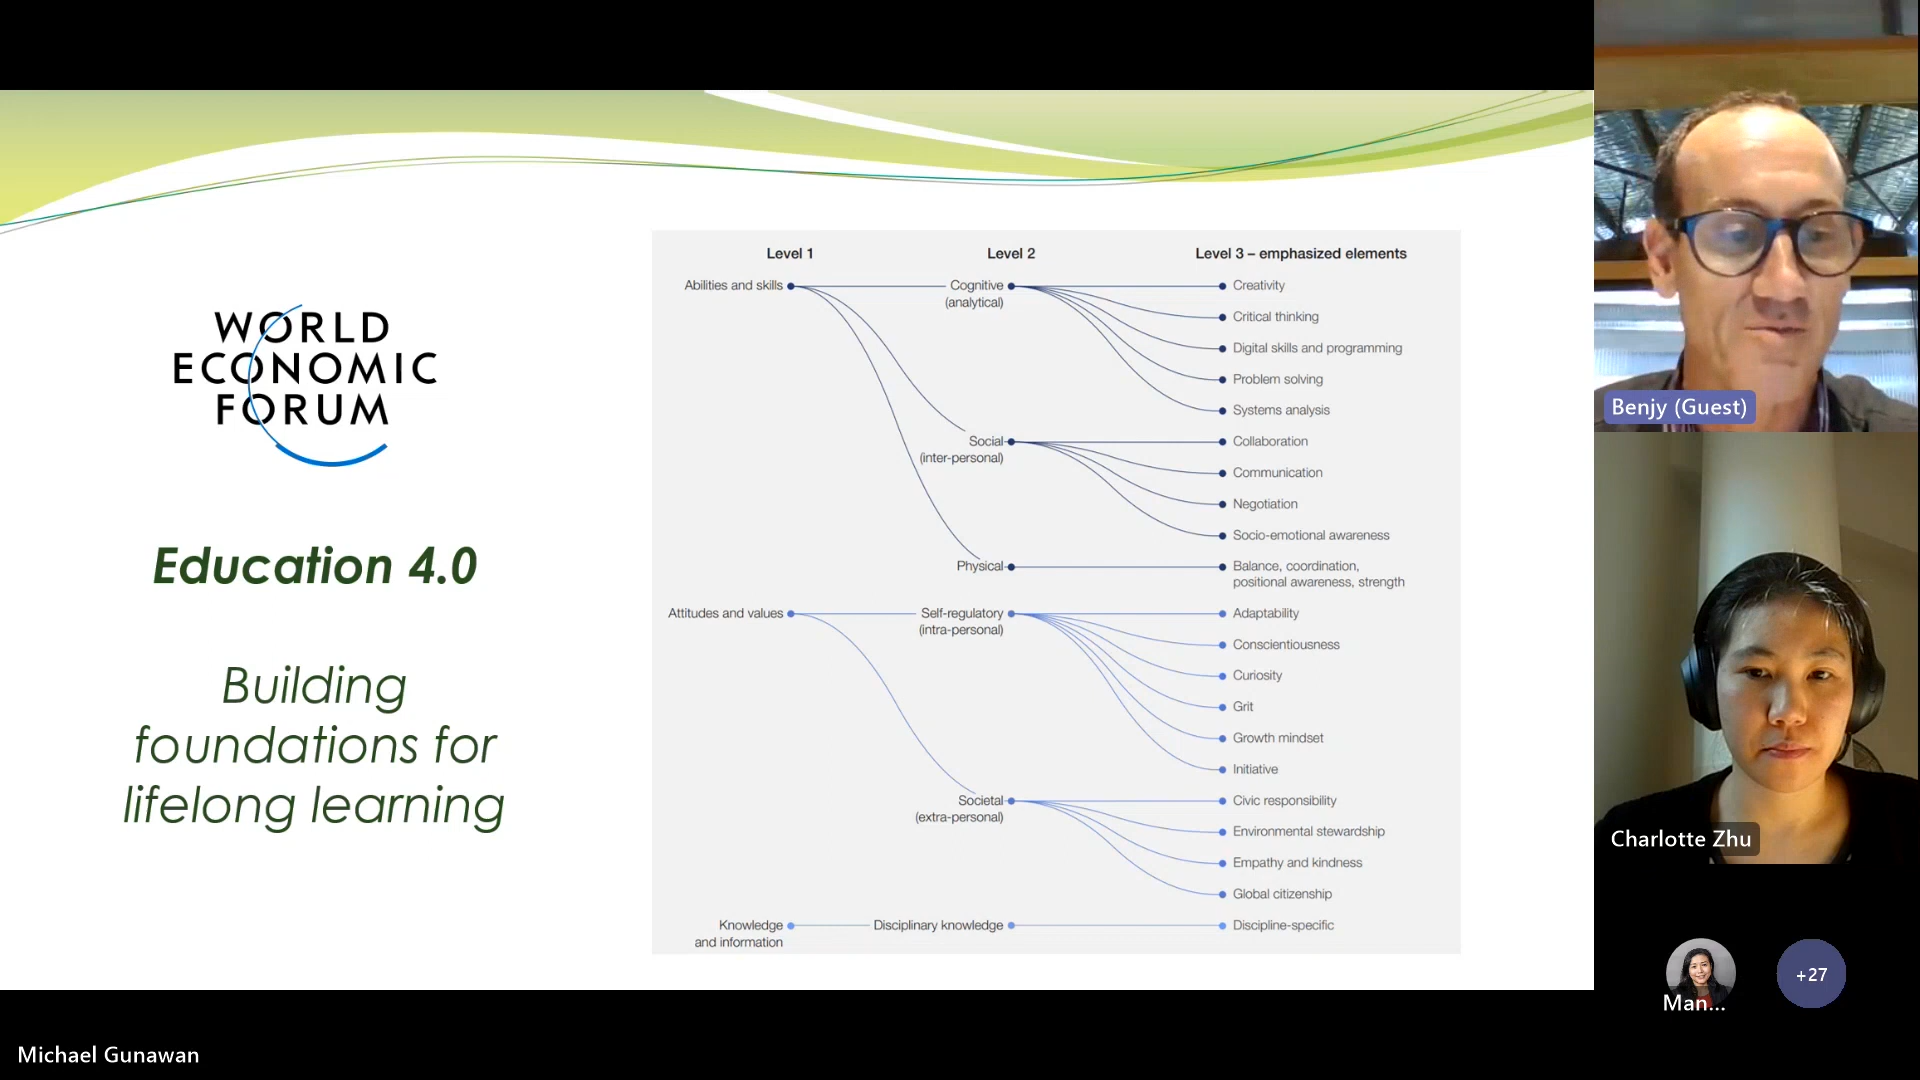 WORLD
ECONOMIC
FORUM
Education 4.0
Building
foundations for
lifelong learning
Level 1
Level 2
Level 3 – emphasized elements
Abilities and skills
Cognitive
(analytical)
Creativity
Critical thinking
Digital skills and programming
Problem solving
Systems analysis
Social
(inter-personal)
Collaboration
Communication
Negotiation
Socio-emotional awareness
Physical
Balance, coordination,
positional awareness, strength
Attitudes and values
Self-regulatory
(intra-personal)
Adaptability
Conscientiousness
Curiosity
Grit
Growth mindset
Initiative
Societal
(extra-personal)
Civic responsibility
Environmental stewardship
Empathy and kindness
Global citizenship
Knowledge
and information
Disciplinary knowledge
Discipline-specific
Benjy (Guest)
Charlotte Zhu
Man...
+27
Michael Gunawan